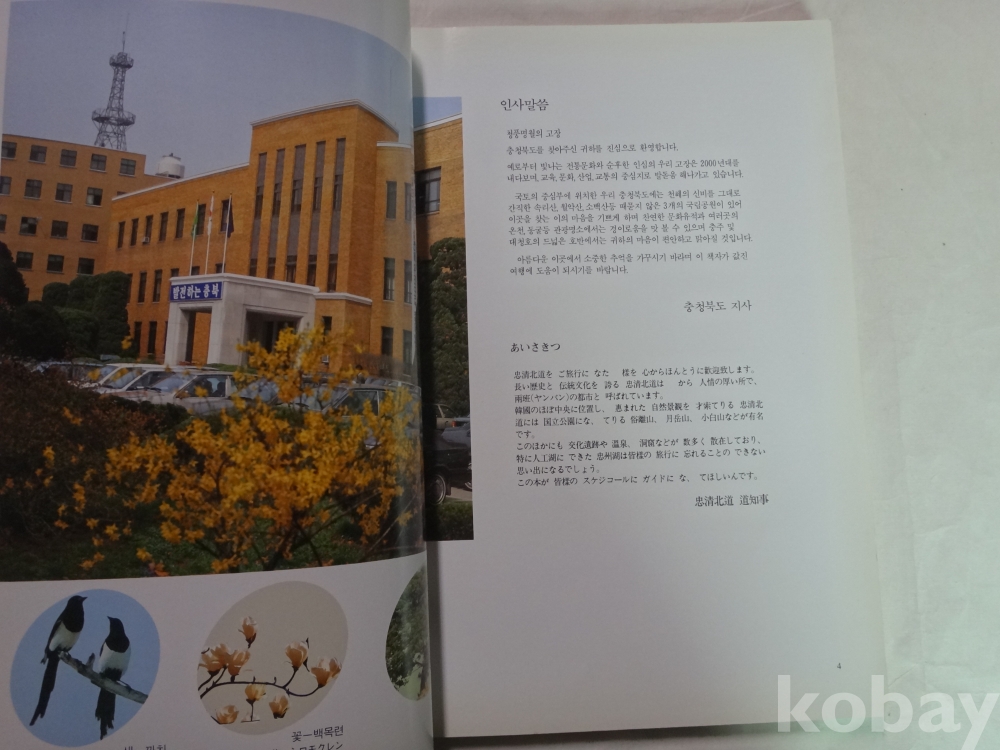 발전하는 충북
꽃―백목련
인사말씀
청풍명월의 고장
충청북도를 찾아주신 귀하를 진심으로 환영합니다.
예로부터 빛나는 전통문화와 순후한 인심의 우리 고장은 2000년대를
내다보며, 교육, 문화, 산업, 교통의 중심지로 발돋움 해나가고 있습니다.
국토의 중심부에 위치한 우리 충청북도에는 천혜의 신비를 그대로
간직한 속리산, 월악산, 소백산등 때묻지 않은 3개의 국립공원이 있어
이곳을 찾는 이의 마음을 기쁘게 하며 찬연한 문화유적과 여러곳의
온천, 동굴등 관광명소에서는 경이로움을 맛 볼 수 있으며 충주 및
대청호의 드넓은 호반에서는 귀하의 마음이 편안하고 맑아질 것입니다.
아름다운 이곳에서 소중한 추억을 가꾸시기 바라며 이 책자가 값진
여행에 도움이 되시기를 바랍니다.
충청북도 지사
あいさきつ
忠清北道を ご旅行に なた 様を 心からほんとうに歓迎致します。
長い歴史と 伝統文化を 誇る 忠清北道は から 人情の厚い所で、
両班(ヤンバン)の都市と 呼ばれています。
韓國のほぼ中央に位置し、 恵まれた 自然景観を 才索てりる 忠清北
道には 国立公園にな、 てりる 俗離山、 月岳山、 小白山などが有名
です。
このほかにも 文化遺跡や 温泉、 洞窟などが 数多く 散在しており、
特に人工湖に できた 忠州湖は皆様の 旅行に 忘れることの できない
思い出になるでしょう。
この本が 皆様の スケジコールに ガイドに な、 てほしいんです。
忠清北道 道知事
4
kobay